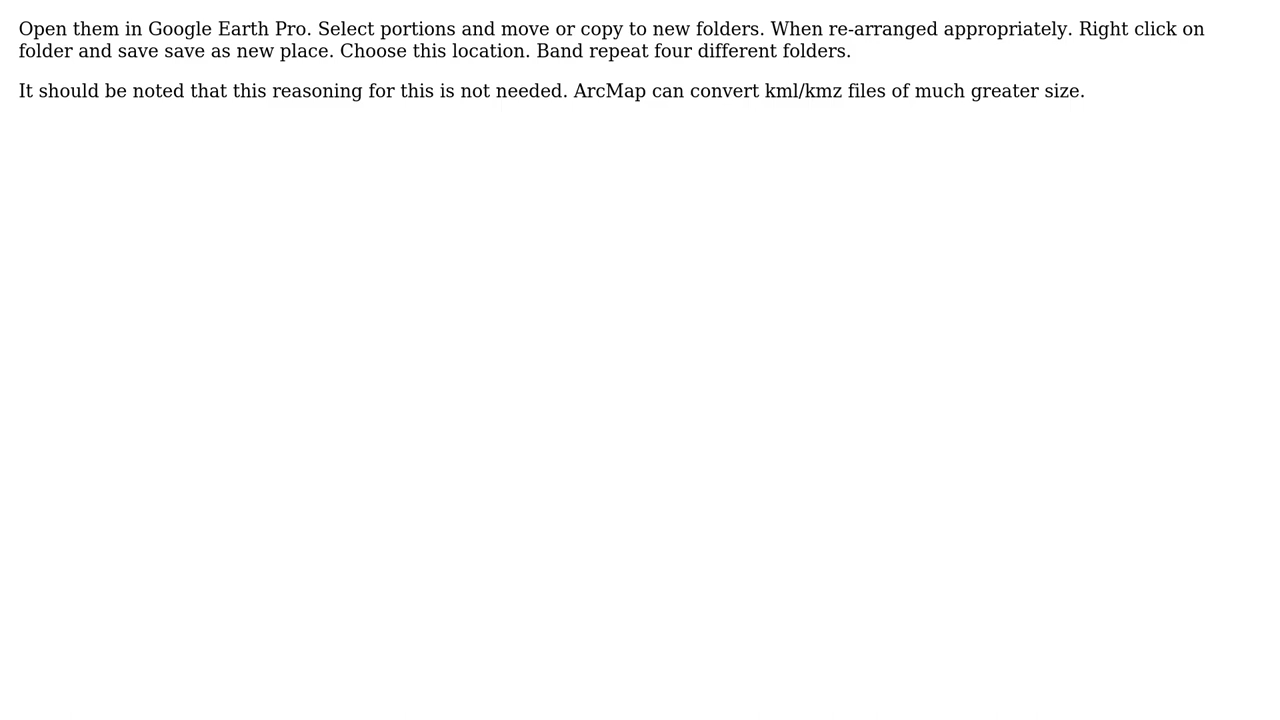 Open them in Google Earth Pro. Select portions and move or copy to new folders. When re-arranged appropriately. Right click on
folder and save save as new place. Choose this location. Band repeat four different folders.
It should be noted that this reasoning for this is not needed. ArcMap can convert kml/kmz files of much greater size.